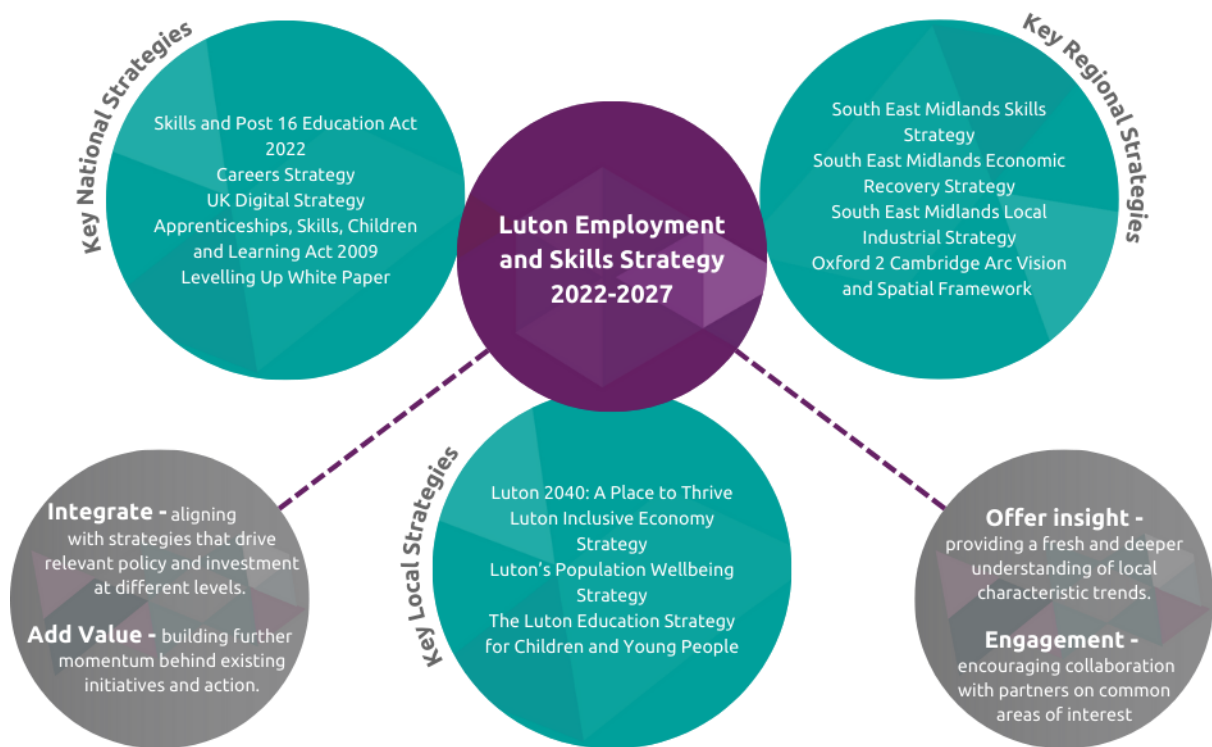 Key National Strategies
Skills and Post 16 Education Act
2022
Careers Strategy
UK Digital Strategy
Apprenticeships, Skills, Children
and Learning Act 2009
Levelling Up White Paper
Luton Employment
and Skills Strategy
2022-2027
Key Regional Strategies
South East Midlands Skills
Strategy
South East Midlands Economic
Recovery Strategy
South East Midlands Local
Industrial Strategy
Oxford 2 Cambridge Arc Vision
and Spatial Framework
Integrate - aligning
with strategies that drive
relevant policy and investment
at different levels.
Add Value - building further
momentum behind existing
initiatives and action.
Key Local Strategies
Luton 2040: A Place to Thrive
Luton Inclusive Economy
Strategy
Luton's Population Wellbeing
Strategy
The Luton Education Strategy
for Children and Young People
Offer insight -
providing a fresh and deeper
understanding of local
characteristic trends.
Engagement -
encouraging collaboration
with partners on common
areas of interest